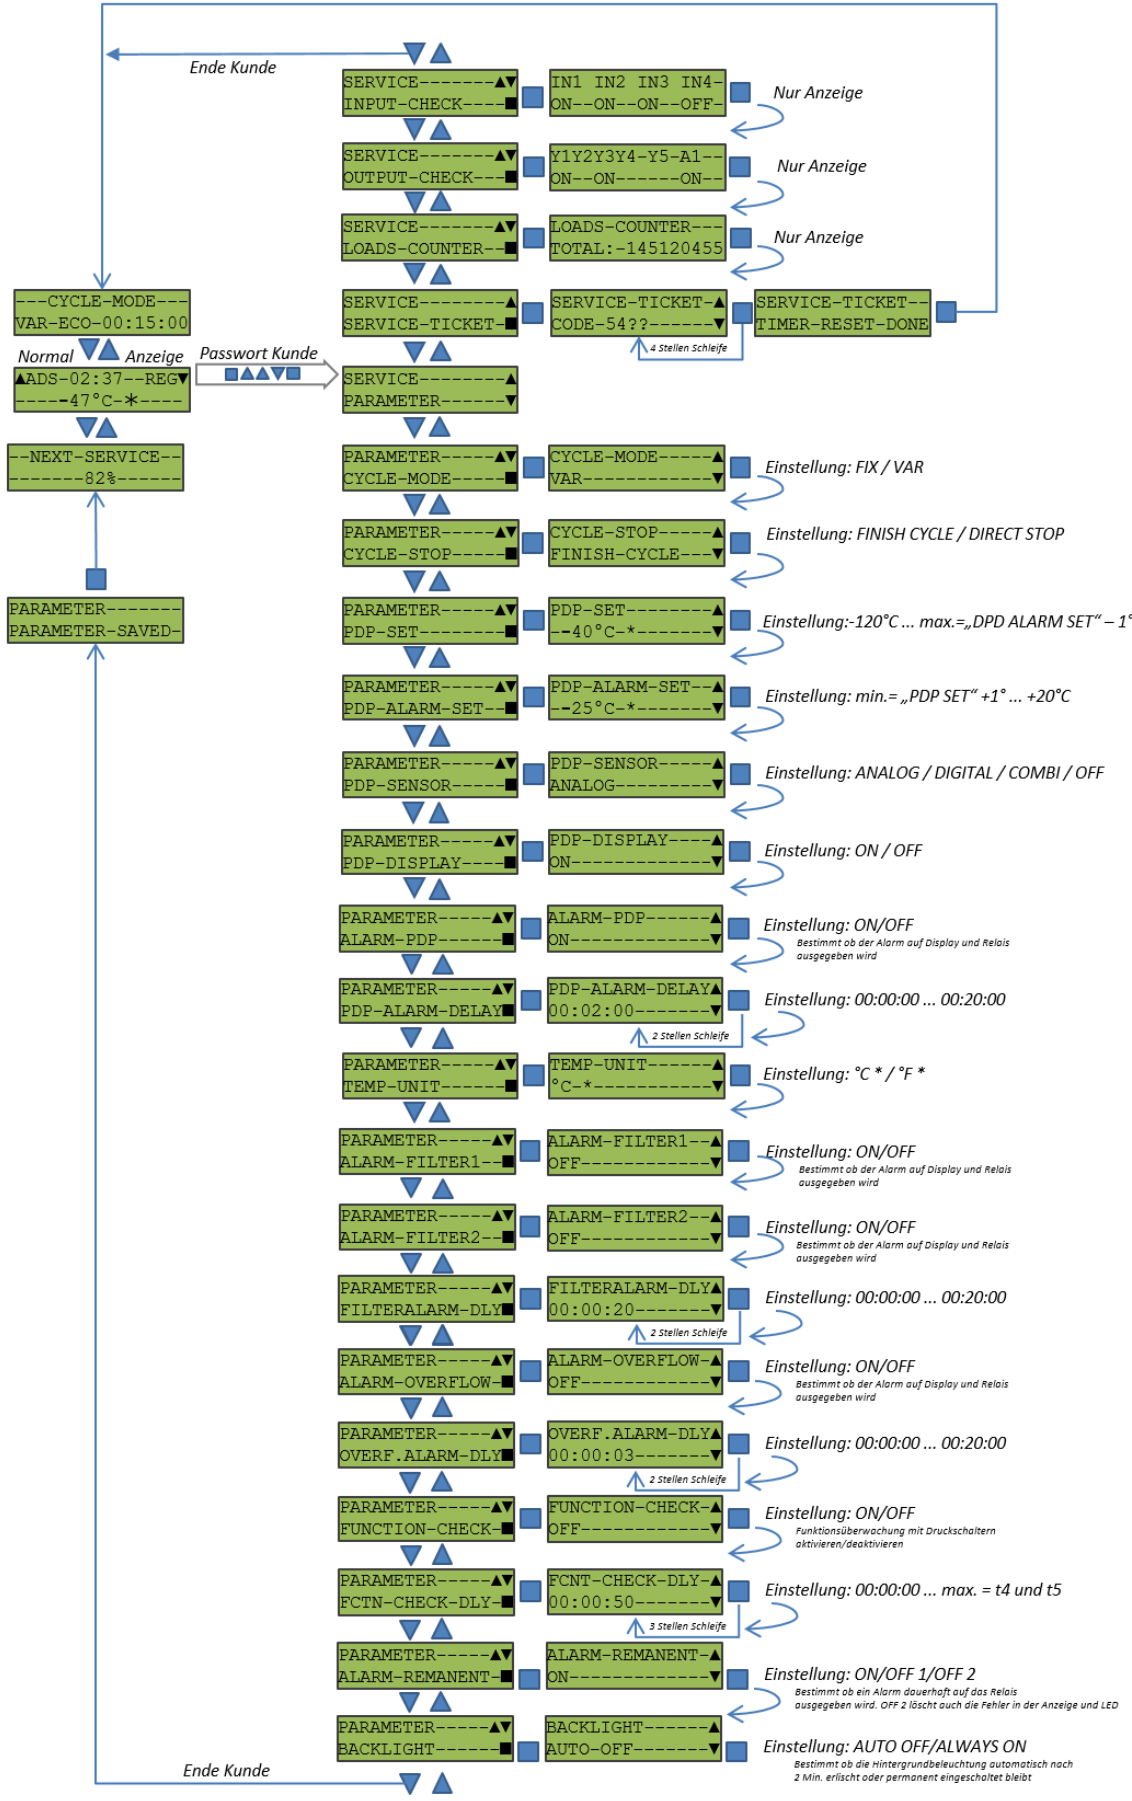 Ende Kunde
SERVICE-------▲▼
INPUT-CHECK----■
IN1 IN2 IN3 IN4-
ON--ON--ON--OFF-
Nur Anzeige
SERVICE-------▲▼
OUTPUT-CHECK---■
Y1Y2Y3Y4-Y5-A1--
ON--ON------ON--
Nur Anzeige
SERVICE-------▲▼
LOADS-COUNTER--■
LOADS-COUNTER---
TOTAL:-145120455
Nur Anzeige
---CYCLE-MODE---
VAR-ECO-00:15:00
SERVICE--------▲
SERVICE-TICKET-■
SERVICE-TICKET-▲
CODE-54??------▼
4 Stellen Schleife
SERVICE-TICKET--
TIMER-RESET-DONE
Normal Anzeige
▲ADS-02:37--REG▼
-----47°C-*-----
Passwort Kunde
SERVICE--------▲
PARAMETER------▼
--NEXT-SERVICE--
-------82%------
PARAMETER-----▲▼
CYCLE-MODE-----■
CYCLE-MODE-----▲
VAR------------▼
Einstellung: FIX / VAR
PARAMETER-----▲▼
CYCLE-STOP-----■
CYCLE-STOP-----▲
FINISH-CYCLE---▼
Einstellung: FINISH CYCLE / DIRECT STOP
PARAMETER-------
PARAMETER-SAVED-
PARAMETER-----▲▼
PDP-SET--------■
PDP-SET--------▲
--40°C-*-------▼
Einstellung:-120°C ... max.=„DPD ALARM SET“ – 1°
PARAMETER-----▲▼
PDP-ALARM-SET--■
PDP-ALARM-SET--▲
--25°C-*-------▼
Einstellung: min.= „PDP SET“ +1° ... +20°C
PARAMETER-----▲▼
PDP-SENSOR-----■
PDP-SENSOR-----▲
ANALOG---------▼
Einstellung: ANALOG / DIGITAL / COMBI / OFF
PARAMETER-----▲▼
PDP-DISPLAY----■
PDP-DISPLAY----▲
ON-------------▼
Einstellung: ON / OFF
PARAMETER-----▲▼
ALARM-PDP------■
ALARM-PDP------▲
ON-------------▼
Einstellung: ON/OFF
Bestimmt ob der Alarm auf Display und Relais
ausgegeben wird
PARAMETER-----▲▼
PDP-ALARM-DELAY■
PDP-ALARM-DELAY▲
00:02:00-------▼
Einstellung: 00:00:00 ... 00:20:00
2 Stellen Schleife
PARAMETER-----▲▼
TEMP-UNIT------■
TEMP-UNIT------▲
°C-*-----------▼
Einstellung: °C * / °F *
PARAMETER-----▲▼
ALARM-FILTER1--■
ALARM-FILTER1--▲
OFF------------▼
Einstellung: ON/OFF
Bestimmt ob der Alarm auf Display und Relais
ausgegeben wird
PARAMETER-----▲▼
ALARM-FILTER2--■
ALARM-FILTER2--▲
OFF------------▼
Einstellung: ON/OFF
Bestimmt ob der Alarm auf Display und Relais
ausgegeben wird
PARAMETER-----▲▼
FILTERALARM-DLY■
FILTERALARM-DLY▲
00:00:20-------▼
Einstellung: 00:00:00 ... 00:20:00
2 Stellen Schleife
PARAMETER-----▲▼
ALARM-OVERFLOW-■
ALARM-OVERFLOW-▲
OFF------------▼
Einstellung: ON/OFF
Bestimmt ob der Alarm auf Display und Relais
ausgegeben wird
PARAMETER-----▲▼
OVERF.ALARM-DLY■
OVERF.ALARM-DLY▲
00:00:03-------▼
Einstellung: 00:00:00 ... 00:20:00
2 Stellen Schleife
PARAMETER-----▲▼
FUNCTION-CHECK-■
FUNCTION-CHECK-▲
OFF------------▼
Einstellung: ON/OFF
Funktionsüberwachung mit Druckschaltern
aktivieren/deaktivieren
PARAMETER-----▲▼
FCTN-CHECK-DLY-■
FCNT-CHECK-DLY-▲
00:00:50-------▼
Einstellung: 00:00:00 ... max. = t4 und t5
3 Stellen Schleife
PARAMETER-----▲▼
ALARM-REMANENT-■
ALARM-REMANENT-▲
ON-------------▼
Einstellung: ON/OFF 1/OFF 2
Bestimmt ob ein Alarm dauerhaft auf das Relais
ausgegeben wird. OFF 2 löscht auch die Fehler in der Anzeige und LED
PARAMETER-----▲▼
BACKLIGHT------■
BACKLIGHT------▲
AUTO-OFF-------▼
Einstellung: AUTO OFF/ALWAYS ON
Bestimmt ob die Hintergrundbeleuchtung automatisch nach
2 Min. erlischt oder permanent eingeschaltet bleibt
Ende Kunde